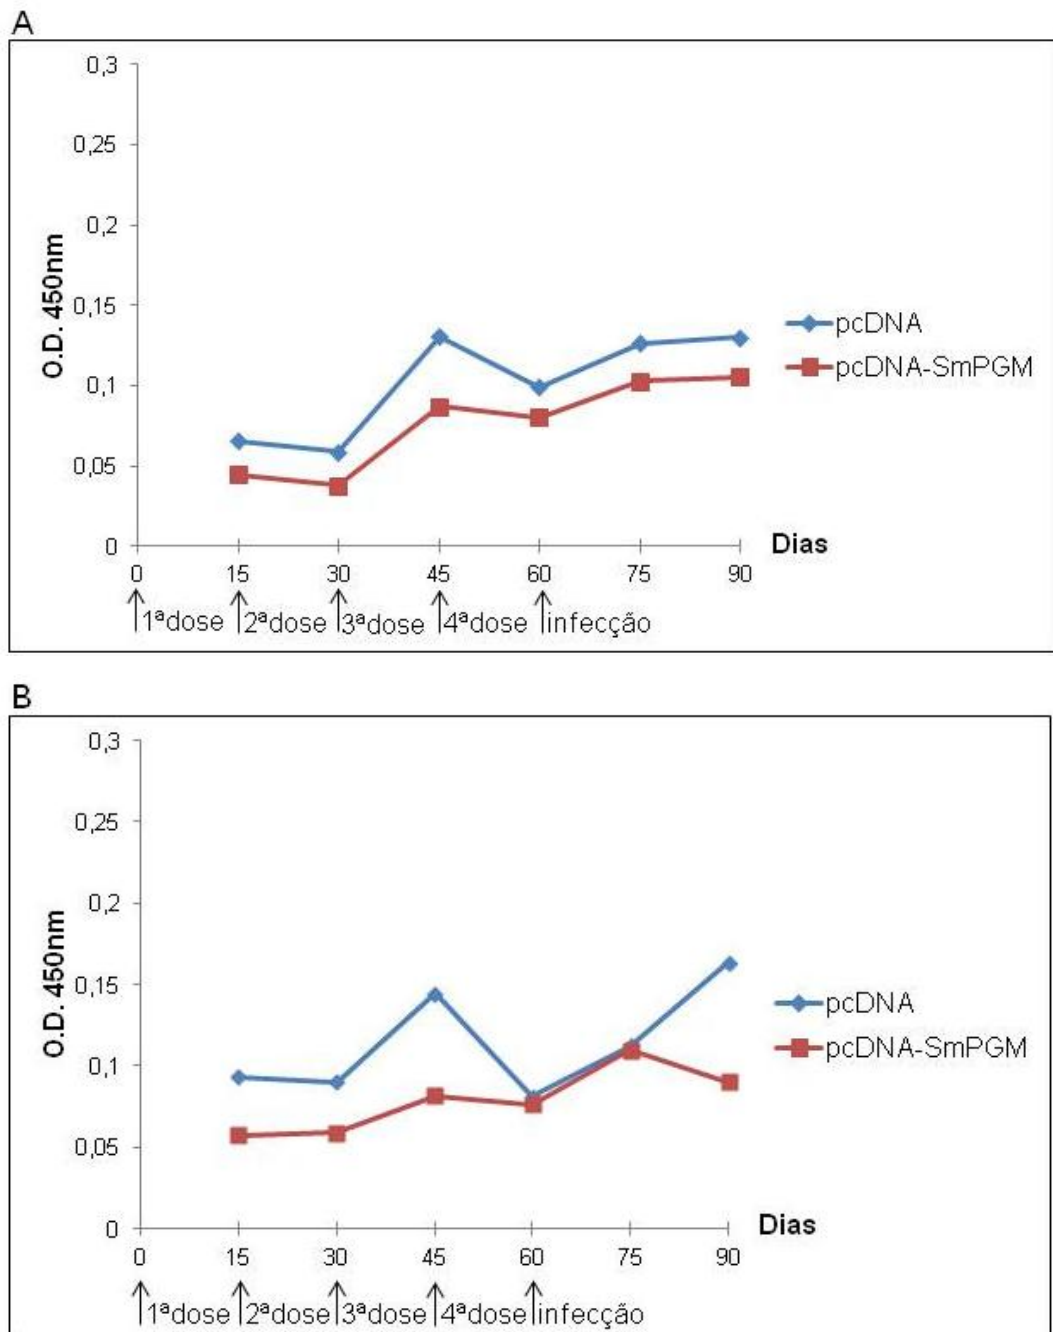 A
0,3
0,25
0,2
0,15
0,1
0,05
0
O.D. 450nm
pcDNA
pcDNA-SmPGM
Dias
0 15 30 45 60 75 90
1ªdose 2ªdose 3ªdose 4ªdose infecção
B
0,3
0,25
0,2
0,15
0,1
0,05
0
O.D. 450nm
pcDNA
pcDNA-SmPGM
Dias
0 15 30 45 60 75 90
1ªdose 2ªdose 3ªdose 4ªdose infecção